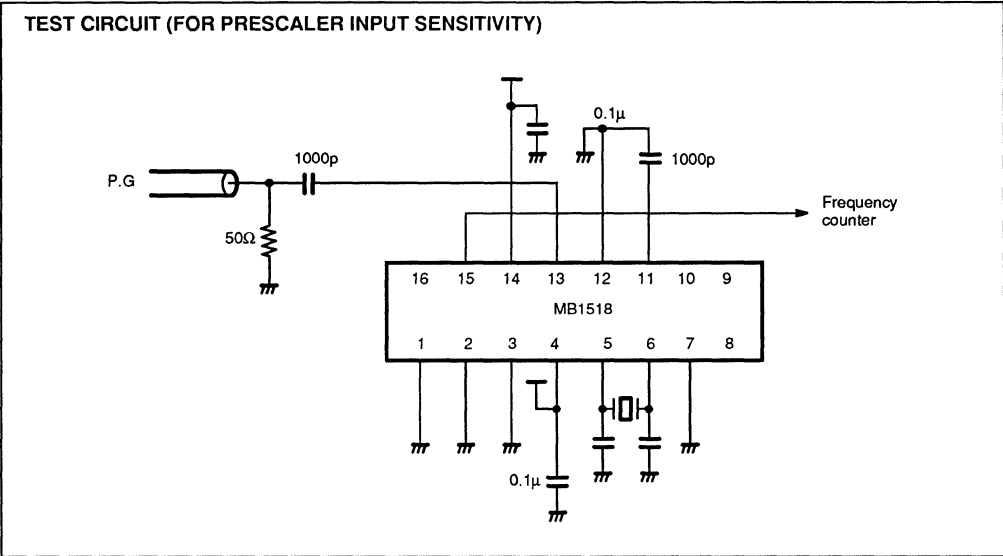 TEST CIRCUIT (FOR PRESCALER INPUT SENSITIVITY)
0.1µ
1000p
1000p
P.G
Frequency
counter
50Ω
16 15 14 13 12 11 10 9
MB1518
1 2 3 4 5 6 7 8
0.1µ